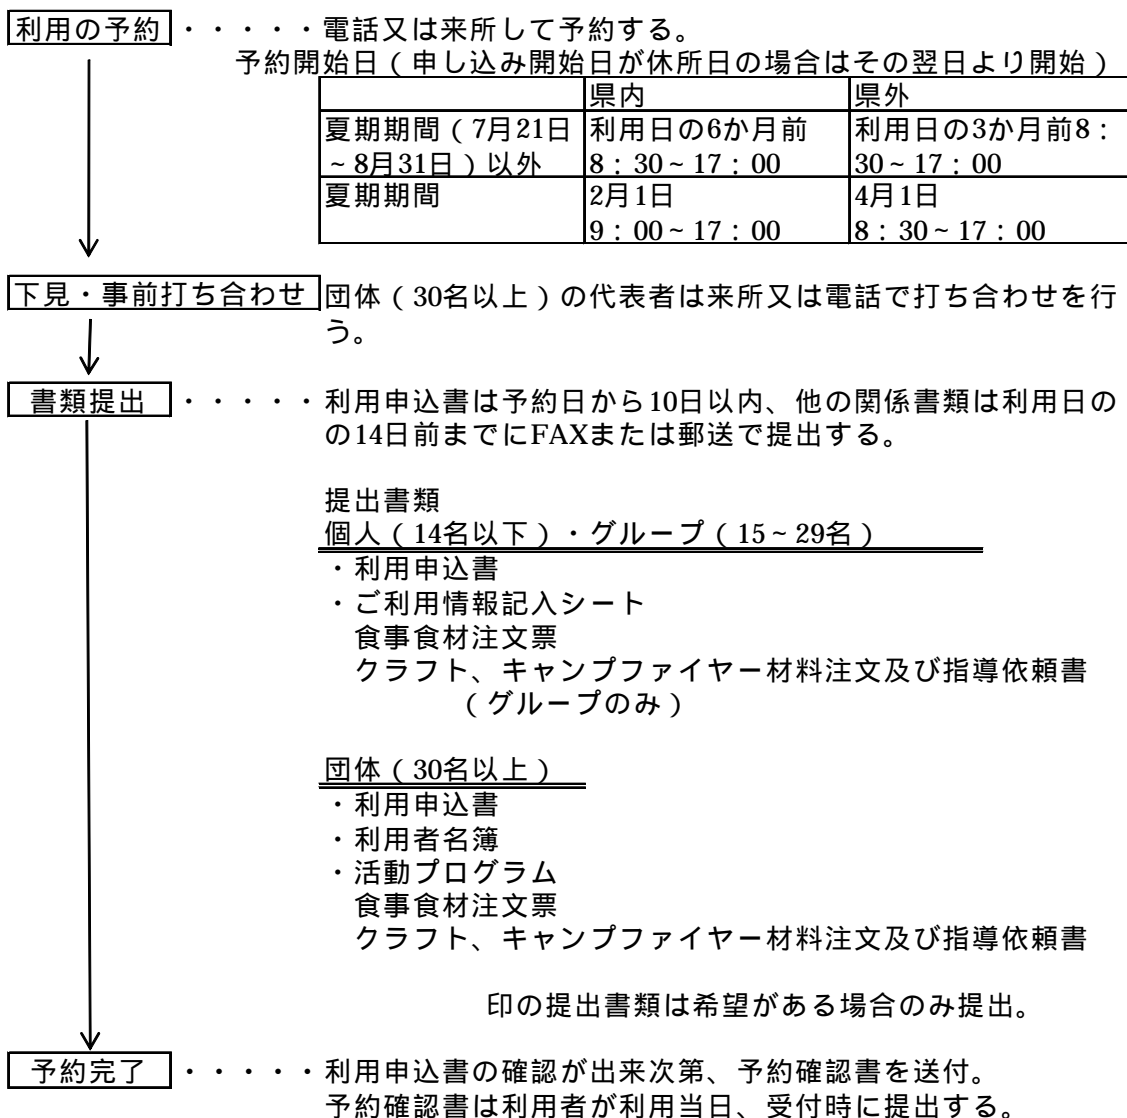 利用の予約・・・・・電話又は来所して予約する。
予約開始日（申し込み開始日が休所日の場合はその翌日より開始）
県内 県外
夏期期間（7月21日 利用日の6か月前 利用日の3か月前8：
~8月31日）以外 8：30~17：00 30~17：00
夏期期間 2月1日 4月1日
9：00~17：00 8：30~17：00
下見・事前打ち合わせ 団体（30名以上）の代表者は来所又は電話で打ち合わせを行
う。
書類提出・・・・・利用申込書は予約日から10日以内、他の関係書類は利用日の
の14日前までにFAXまたは郵送で提出する。
提出書類
個人（14名以下）・グループ（15~29名）
・利用申込書
・ご利用情報記入シート
食事食材注文票
クラフト、キャンプファイヤー材料注文及び指導依頼書
（グループのみ）
団体（30名以上）
・利用申込書
・利用者名簿
・活動プログラム
食事食材注文票
クラフト、キャンプファイヤー材料注文及び指導依頼書
印の提出書類は希望がある場合のみ提出。
予約完了・・・・・利用申込書の確認が出来次第、予約確認書を送付。
予約確認書は利用者が利用当日、受付時に提出する。